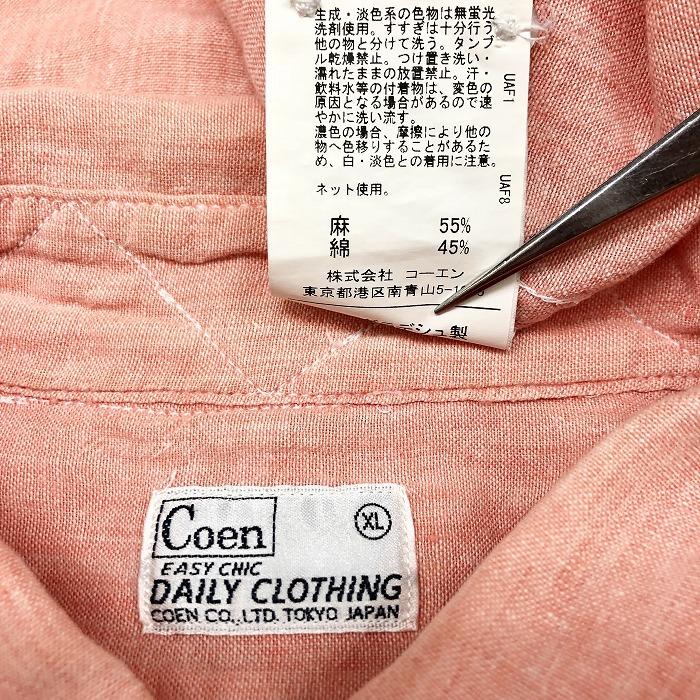 生成・淡色系の色物は無蛍光
洗剤使用。すすぎは十分行う
他の物と分けて洗う。タンブ
ル乾燥禁止。つけ置き洗い・
濡れたままの放置禁止。汗・
飲料水等の付着物は、変色の
原因となる場合があるので速
やかに洗い流す。
濃色の場合、摩擦により他の
物へ色移りすることがあるた
め、白・淡色との着用に注意。
ネット使用。
麻 55%
綿 45%
株式会社 コーエン
東京都港区南青山5-1
デシュ製
UAF1
UAF8
Coen
XL
EASY CHIC
DAILY CLOTHING
COEN CO.,LTD. TOKYO JAPAN